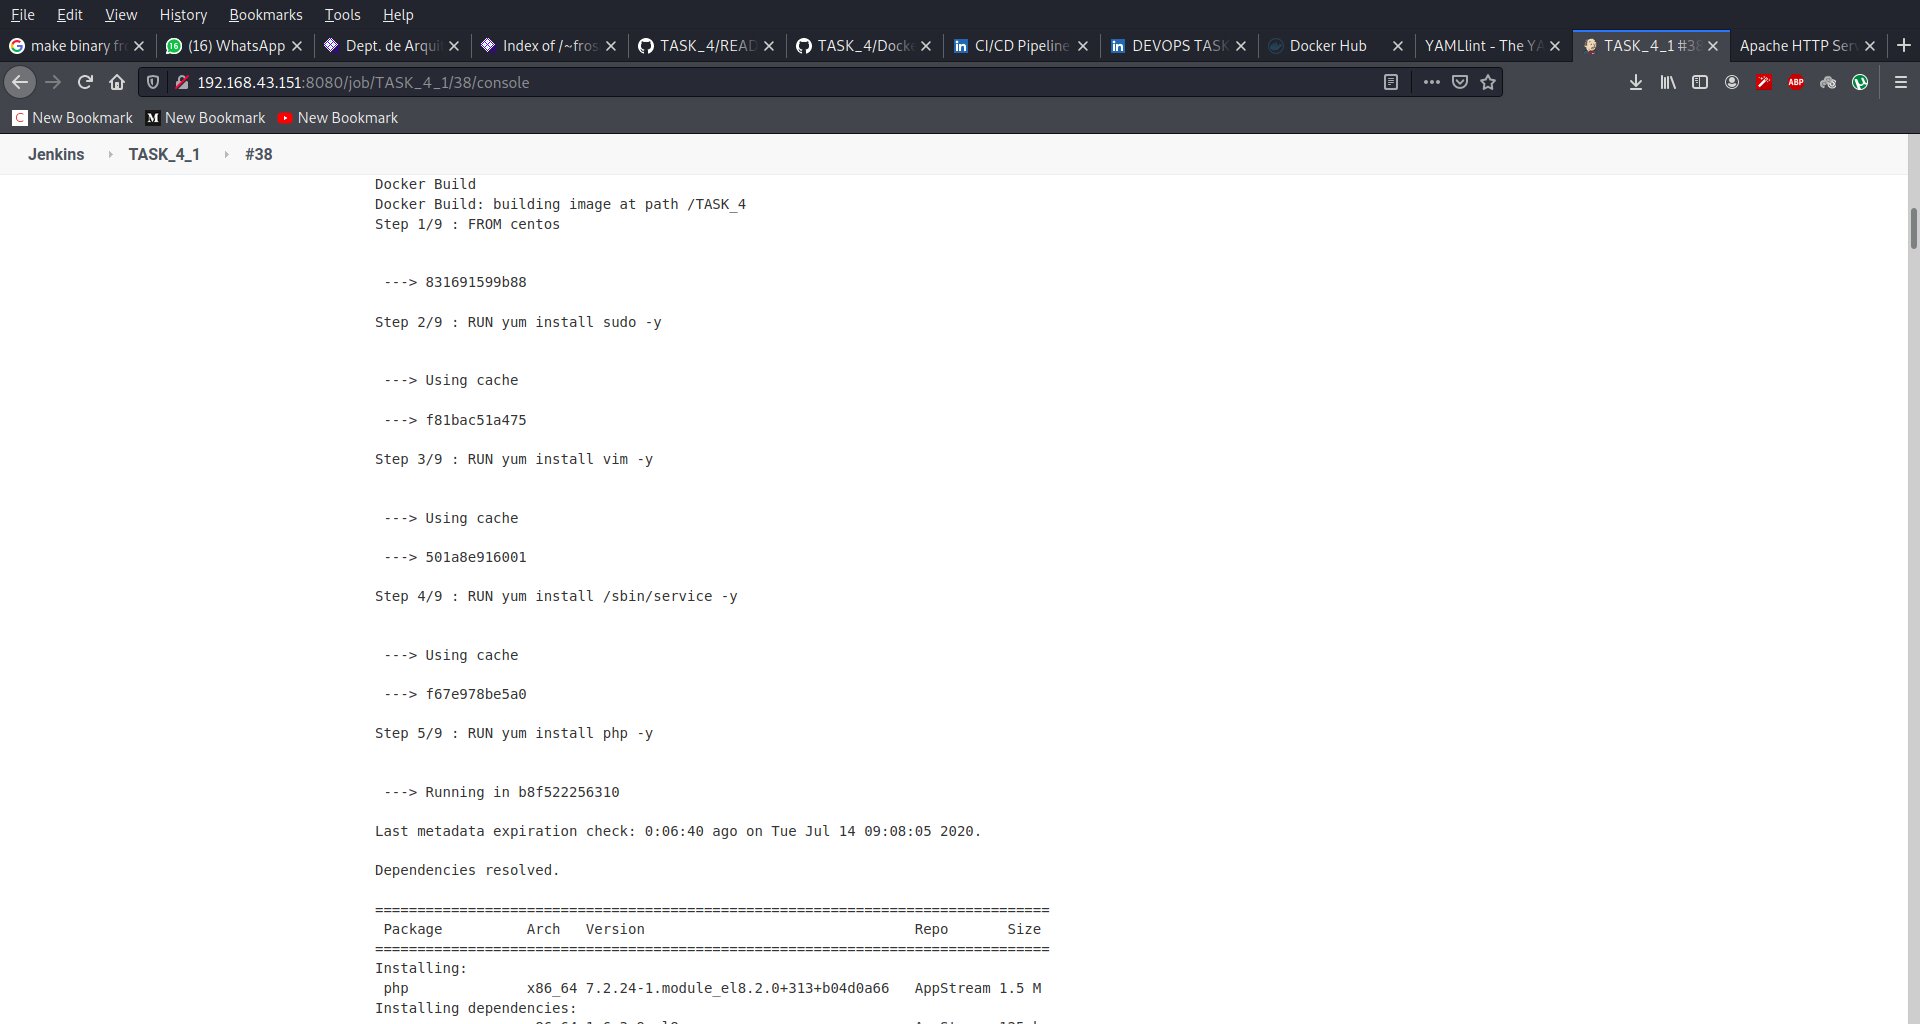 File Edit View History Bookmarks Tools Help
make binary fr (16) WhatsApp Dept. de Arqui Index of /~fros TASK_4/READ TASK_4/Docke CI/CD Pipeline DEVOPS TASK Docker Hub YAMLlint - The YA TASK_4_1 #38 Apache HTTP Serv
192.168.43.151:8080/job/TASK_4_1/38/console
ABP
New Bookmark New Bookmark New Bookmark
Jenkins TASK_4_1 #38
Docker Build
Docker Build: building image at path /TASK_4
Step 1/9 : FROM centos
---> 831691599b88
Step 2/9 : RUN yum install sudo -y
---> Using cache
---> f81bac51a475
Step 3/9 : RUN yum install vim -y
---> Using cache
---> 501a8e916001
Step 4/9 : RUN yum install /sbin/service -y
---> Using cache
---> f67e978be5a0
Step 5/9 : RUN yum install php -y
---> Running in b8f522256310
Last metadata expiration check: 0:06:40 ago on Tue Jul 14 09:08:05 2020.
Dependencies resolved.
================================================================================
Package Arch Version Repo Size
================================================================================
Installing:
php x86_64 7.2.24-1.module_el8.2.0+313+b04d0a66 AppStream 1.5 M
Installing dependencies: